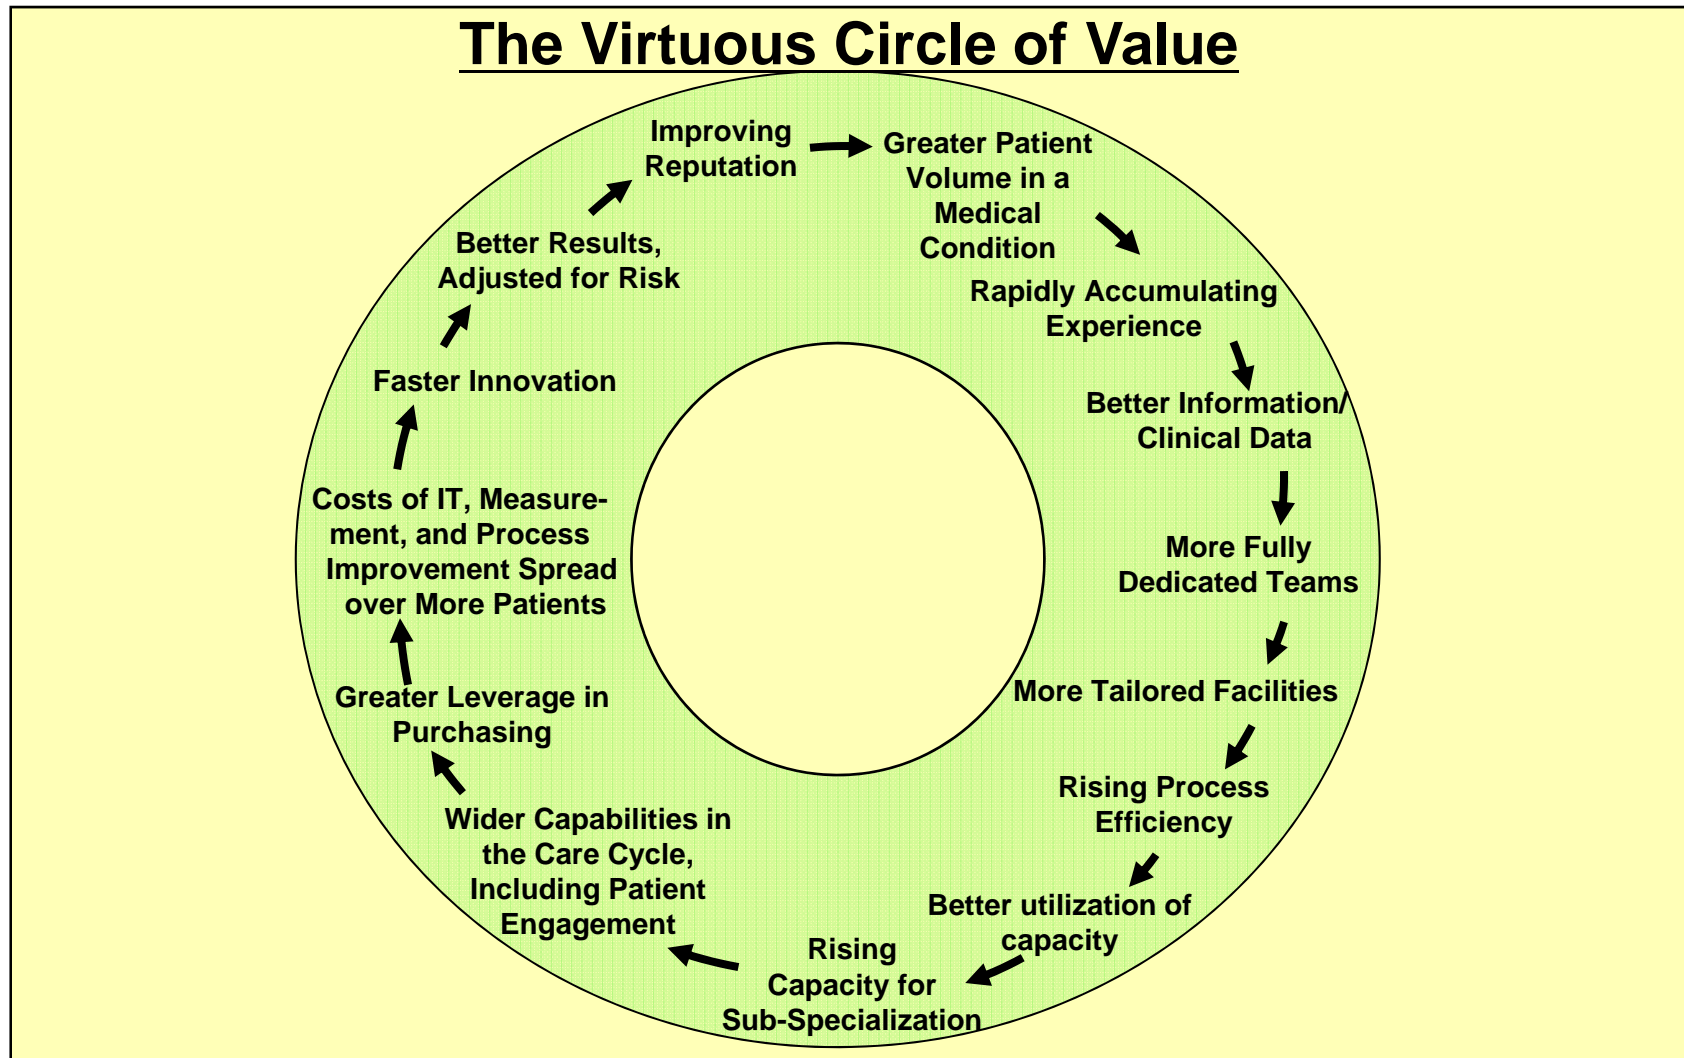 The Virtuous Circle of Value
Improving
Reputation
Greater Patient
Volume in a
Medical
Condition
Rapidly Accumulating
Experience
Better Information/
Clinical Data
More Fully
Dedicated Teams
More Tailored Facilities
Rising Process
Efficiency
Better utilization of
capacity
Rising
Capacity for
Sub-Specialization
Wider Capabilities in
the Care Cycle,
Including Patient
Engagement
Greater Leverage in
Purchasing
Costs of IT, Measure-
ment, and Process
Improvement Spread
over More Patients
Faster Innovation
Better Results,
Adjusted for Risk